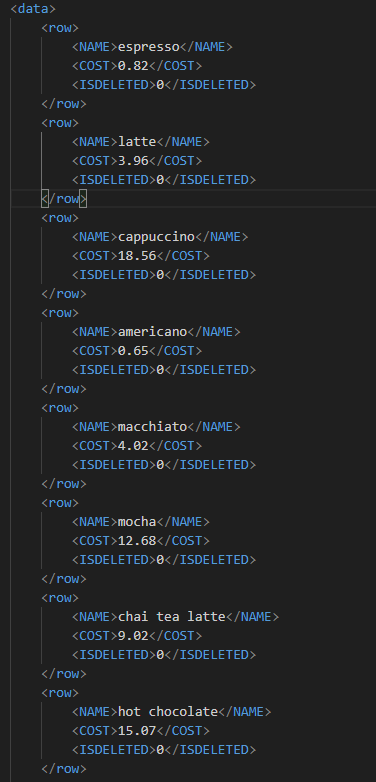 <data>
<row>
<NAME>espresso</NAME>
<COST>0.82</COST>
<ISDELETED>0</ISDELETED>
</row>
<row>
<NAME>latte</NAME>
<COST>3.96</COST>
<ISDELETED>0</ISDELETED>
</row>
<row>
<NAME>cappuccino</NAME>
<COST>18.56</COST>
<ISDELETED>0</ISDELETED>
</row>
<row>
<NAME>americano</NAME>
<COST>0.65</COST>
<ISDELETED>0</ISDELETED>
</row>
<row>
<NAME>macchiato</NAME>
<COST>4.02</COST>
<ISDELETED>0</ISDELETED>
</row>
<row>
<NAME>mocha</NAME>
<COST>12.68</COST>
<ISDELETED>0</ISDELETED>
</row>
<row>
<NAME>chai tea latte</NAME>
<COST>9.02</COST>
<ISDELETED>0</ISDELETED>
</row>
<row>
<NAME>hot chocolate</NAME>
<COST>15.07</COST>
<ISDELETED>0</ISDELETED>
</row>